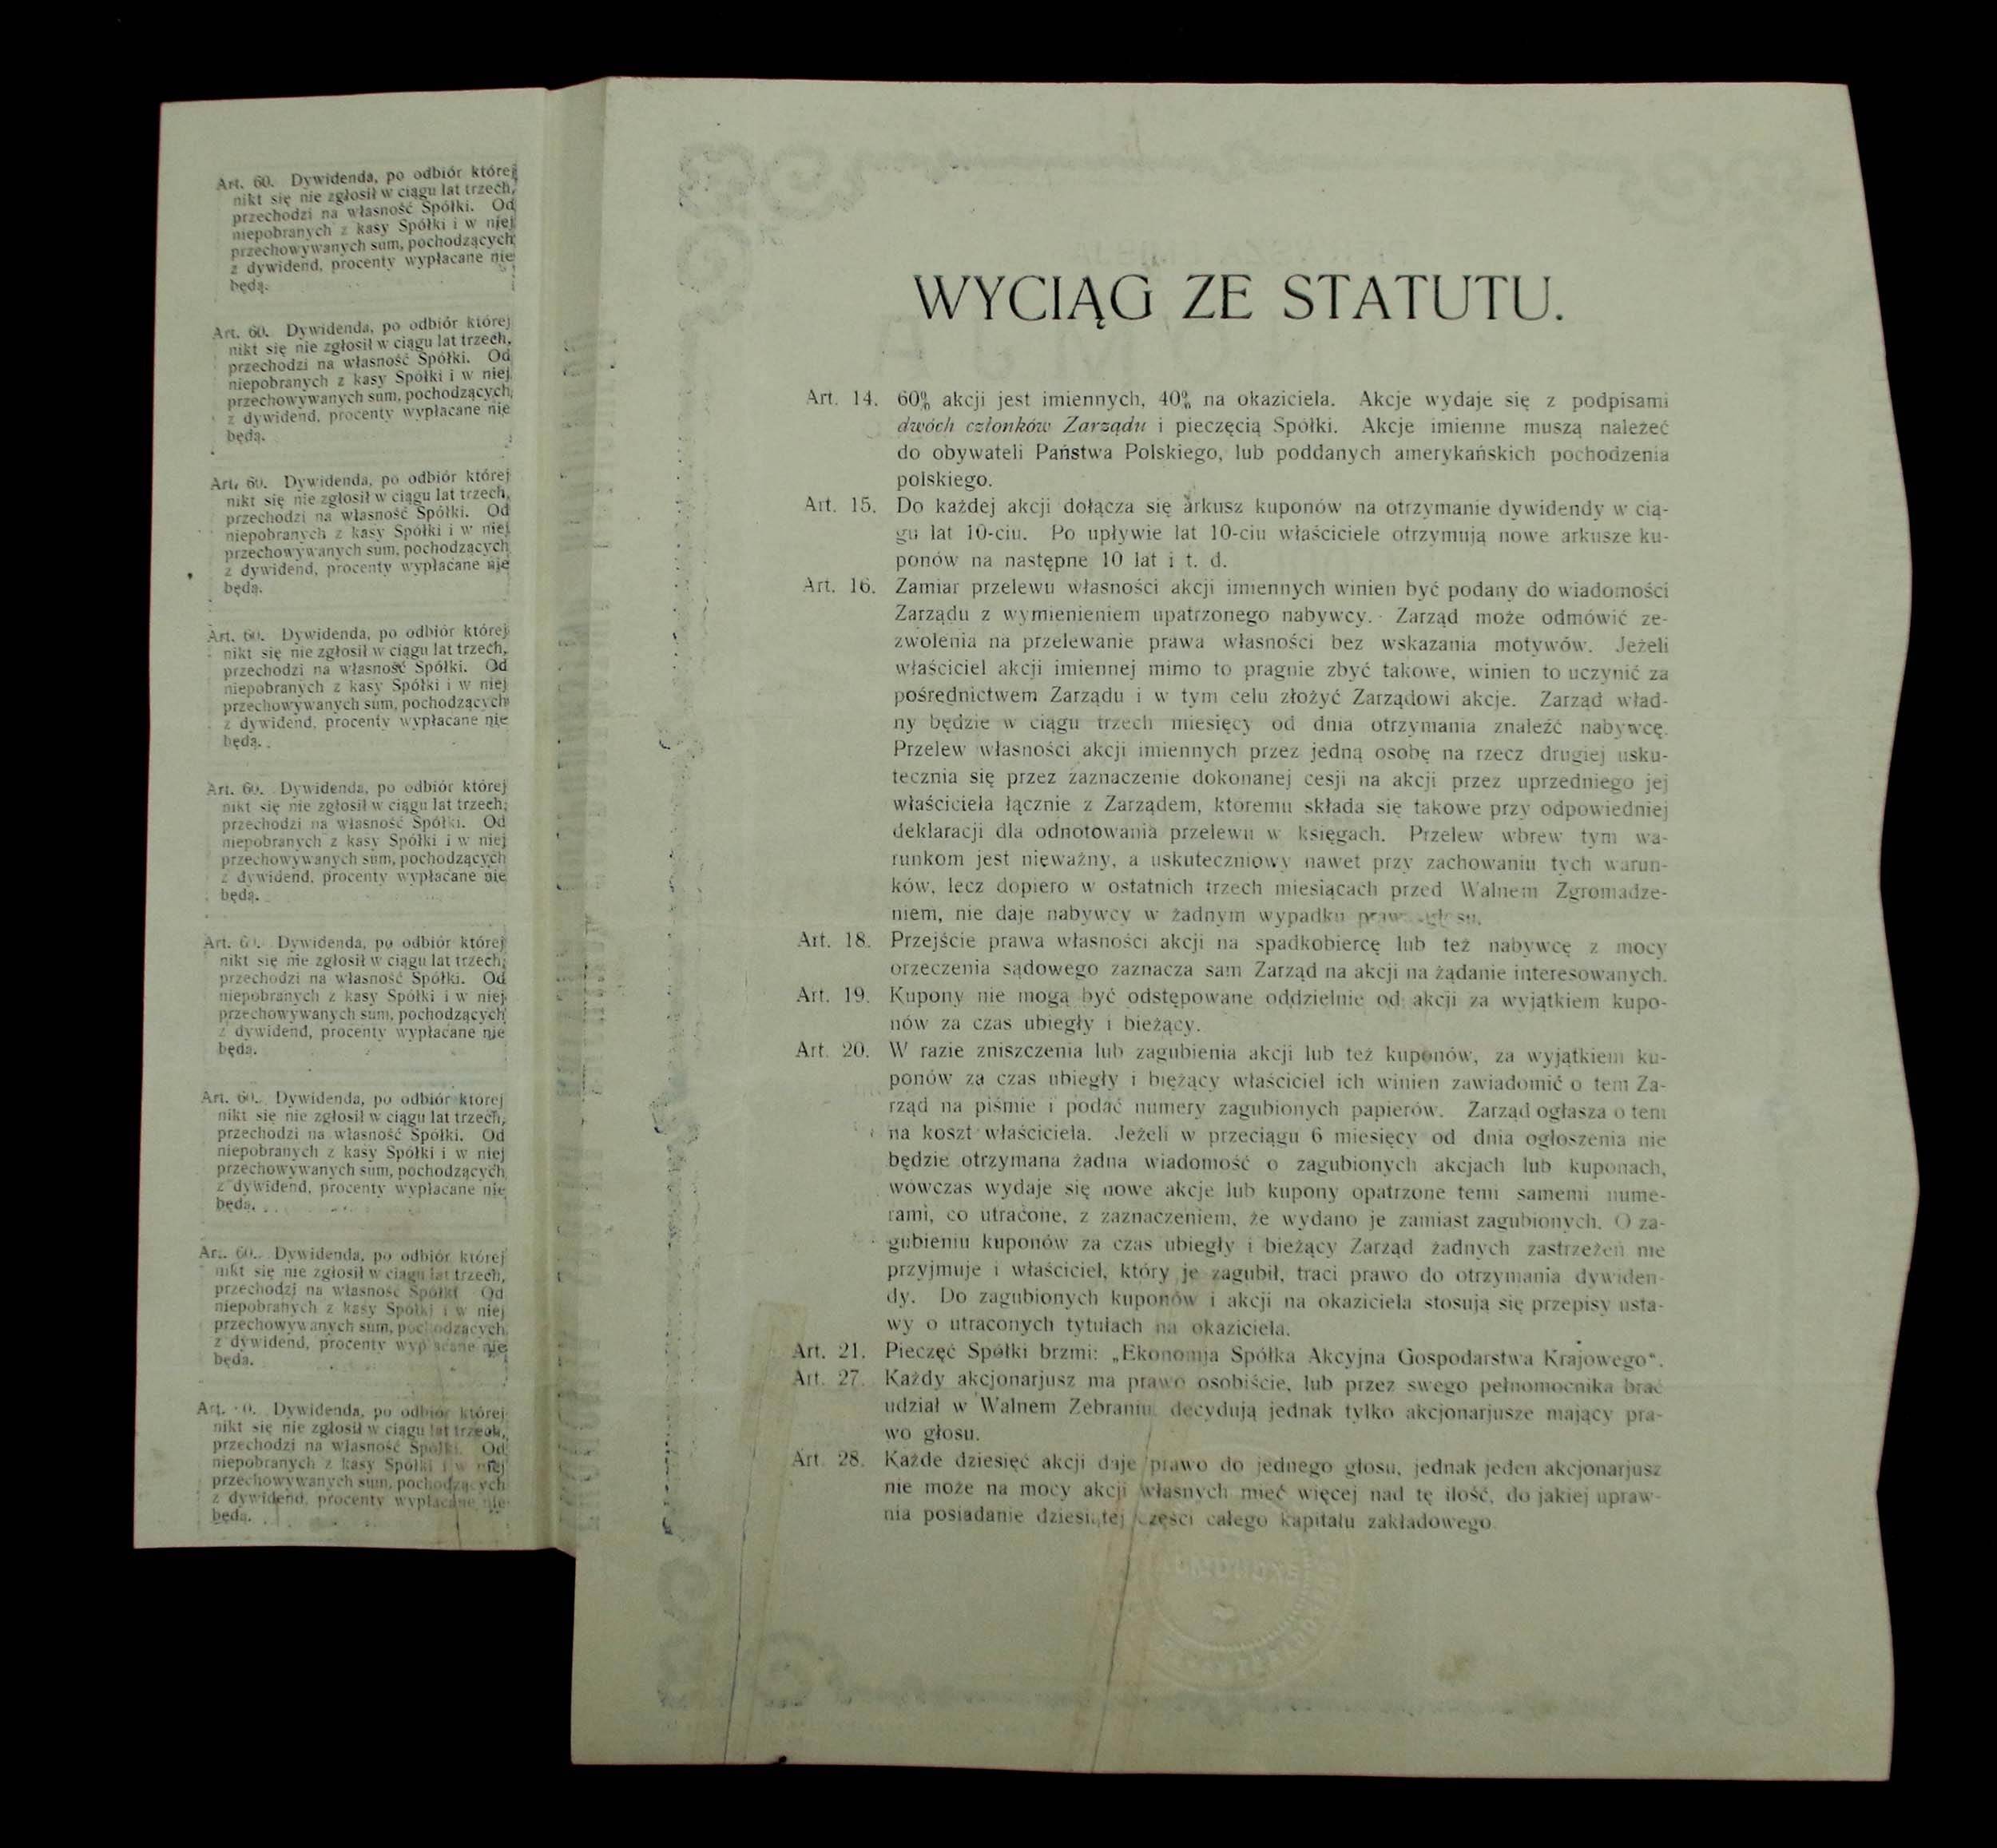 Art. 60. Dywidenda, po odbiór której
nikt się nie zgłosił w ciągu lat trzech,
przechodzi na własność Spółki. Od
niepobranych z kasy Spółki i w niej
przechowywanych sum, pochodzących
z dywidend, procenty wypłacane nie
będą.
Art. 60. Dywidenda, po odbiór której
nikt się nie zgłosił w ciągu lat trzech,
przechodzi na własność Spółki. Od
niepobranych z kasy Spółki i w niej
przechowywanych sum, pochodzących
z dywidend, procenty wypłacane nie
będą.
Art. 60. Dywidenda, po odbiór której
nikt się nie zgłosił w ciągu lat trzech,
przechodzi na własność Spółki. Od
niepobranych z kasy Spółki i w niej
przechowywanych sum, pochodzących
z dywidend, procenty wypłacane nie
będą.
Art. 60. Dywidenda, po odbiór której
nikt się nie zgłosił w ciągu lat trzech,
przechodzi na własność Spółki. Od
niepobranych z kasy Spółki i w niej
przechowywanych sum, pochodzących
z dywidend, procenty wypłacane nie
będą.
Art. 60. Dywidenda, po odbiór której
nikt się nie zgłosił w ciągu lat trzech,
przechodzi na własność Spółki. Od
niepobranych z kasy Spółki i w niej
przechowywanych sum, pochodzących
z dywidend, procenty wypłacane nie
będą.
Art. 60. Dywidenda, po odbiór której
nikt się nie zgłosił w ciągu lat trzech,
przechodzi na własność Spółki. Od
niepobranych z kasy Spółki i w niej
przechowywanych sum, pochodzących
z dywidend, procenty wypłacane nie
będą.
Art. 60. Dywidenda, po odbiór której
nikt się nie zgłosił w ciągu lat trzech,
przechodzi na własność Spółki. Od
niepobranych z kasy Spółki i w niej
przechowywanych sum, pochodzących
z dywidend, procenty wypłacane nie
będą.
Art. 60. Dywidenda, po odbiór której
nikt się nie zgłosił w ciągu lat trzech,
przechodzi na własność Spółki Od
niepobranych z kasy Spółki i w niej
przechowywanych sum, pochodzących
z dywidend, procenty wypłacane nie
będą.
Art. 60. Dywidenda, po odbiór której
nikt się nie zgłosił w ciągu lat trzech,
przechodzi na własność Spółki. Od
niepobranych z kasy Spółki i w niej
przechowywanych sum, pochodzących
z dywidend, procenty wypłacane nie
będą.
WYCIĄG ZE STATUTU.
Art. 14. 60% akcji jest imiennych, 40% na okaziciela. Akcje wydaje się z podpisami
dwóch członków Zarządu i pieczęcią Spółki. Akcje imienne muszą należeć
do obywateli Państwa Polskiego, lub poddanych amerykańskich pochodzenia
polskiego.
Art. 15. Do każdej akcji dołącza się arkusz kuponów na otrzymanie dywidendy w cią-
gu lat 10-ciu. Po upływie lat 10-ciu właściciele otrzymują nowe arkusze ku-
ponów na następne 10 lat i t. d.
Art. 16. Zamiar przelewu własności akcji imiennych winien być podany do wiadomości
Zarządu z wymienieniem upatrzonego nabywcy. Zarząd może odmówić ze-
zwolenia na przelewanie prawa własności bez wskazania motywów. Jeżeli
właściciel akcji imiennej mimo to pragnie zbyć takowe, winien to uczynić za
pośrednictwem Zarządu i w tym celu złożyć Zarządowi akcje. Zarząd wład-
ny będzie w ciągu trzech miesięcy od dnia otrzymania znaleźć nabywcę.
Przelew własności akcji imiennych przez jedną osobę na rzecz drugiej usku-
tecznia się przez zaznaczenie dokonanej cesji na akcji przez uprzedniego jej
właściciela łącznie z Zarządem, któremu składa się takowe przy odpowiedniej
deklaracji dla odnotowania przelewu w księgach. Przelew wbrew tym wa-
runkom jest nieważny, a uskuteczniowy nawet przy zachowaniu tych warun-
ków, lecz dopiero w ostatnich trzech miesiącach przed Walnem Zgromadze-
niem, nie daje nabywcy w żadnym wypadku prawa głosu.
Art. 18. Przejście prawa własności akcji na spadkobiercę lub też nabywcę z mocy
orzeczenia sądowego zaznacza sam Zarząd na akcji na żądanie interesowanych.
Art. 19. Kupony nie mogą być odstępowane oddzielnie od akcji za wyjątkiem kupo-
nów za czas ubiegły i bieżący.
Art. 20. W razie zniszczenia lub zagubienia akcji lub też kuponów, za wyjątkiem ku-
ponów za czas ubiegły i bieżący właściciel ich winien zawiadomić o tem Za-
rząd na piśmie i podać numery zagubionych papierów. Zarząd ogłasza o tem
na koszt właściciela. Jeżeli w przeciągu 6 miesięcy od dnia ogłoszenia nie
będzie otrzymana żadna wiadomość o zagubionych akcjach lub kuponach,
wówczas wydaje się nowe akcje lub kupony opatrzone temi samemi nume-
rami, co utracone, z zaznaczeniem, że wydano je zamiast zagubionych. O za-
gubieniu kuponów za czas ubiegły i bieżący Zarząd żadnych zastrzeżeń nie
przyjmuje i właściciel, który je zagubił, traci prawo do otrzymania dywiden-
dy. Do zagubionych kuponów i akcji na okaziciela stosują się przepisy usta-
wy o utraconych tytułach na okaziciela.
Art. 21. Pieczęć Spółki brzmi: „Ekonomja Spółka Akcyjna Gospodarstwa Krajowego“.
Art. 27. Każdy akcjonarjusz ma prawo osobiście, lub przez swego pełnomocnika brać
udział w Walnem Zebraniu, decydują jednak tylko akcjonarjusze mający pra-
wo głosu.
Art. 28. Każde dziesięć akcji daje prawo do jednego głosu, jednak jeden akcjonarjusz
nie może na mocy akcji własnych mieć więcej nad tę ilość, do jakiej upraw-
nia posiadanie dziesiątej części całego kapitału zakładowego